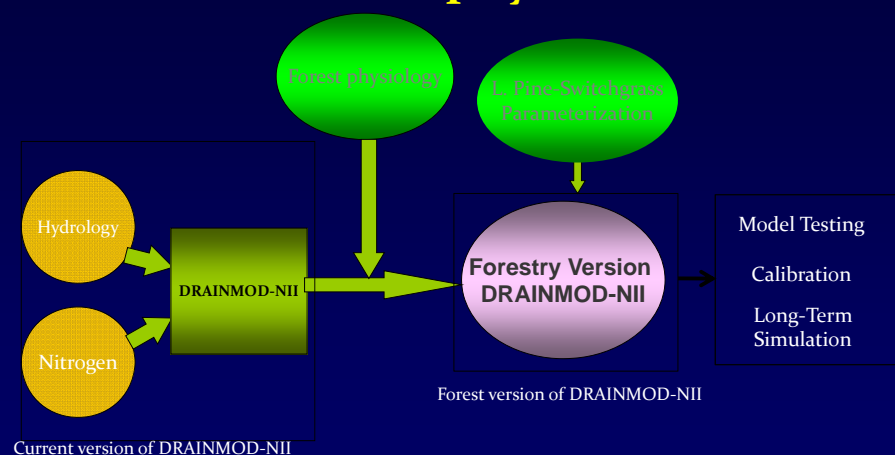 Forest physiology
L. Pine-Switchgrass
Parameterization
Hydrology
DRAINMOD-NII
Nitrogen
Current version of DRAINMOD-NII
Forestry Version
DRAINMOD-NII
Forest version of DRAINMOD-NII
Model Testing
Calibration
Long-Term
Simulation